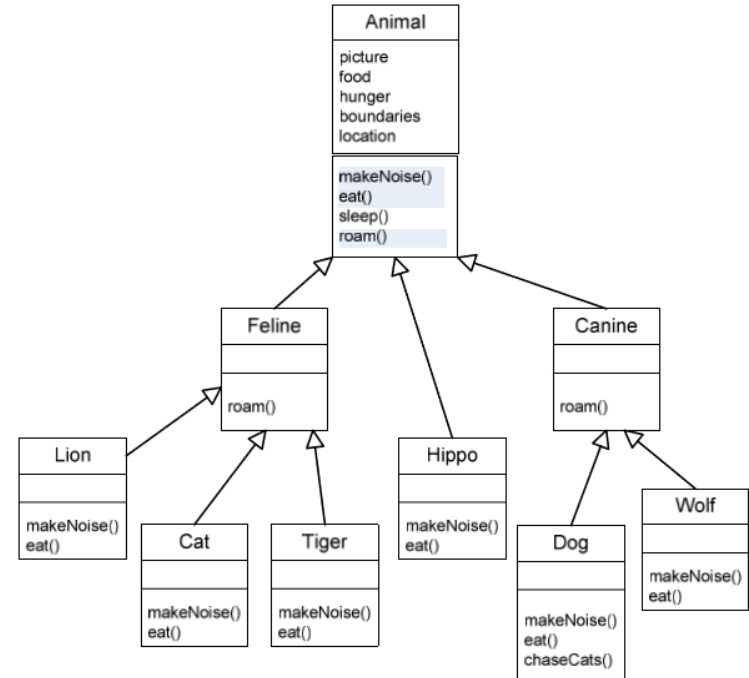 Animal
picture
food
hunger
boundaries
location
makeNoise()
eat()
sleep()
roam()
Feline
roam()
Canine
roam()
Lion
makeNoise()
eat()
Cat
makeNoise()
eat()
Tiger
makeNoise()
eat()
Hippo
makeNoise()
eat()
Dog
makeNoise()
eat()
chaseCats()
Wolf
makeNoise()
eat()